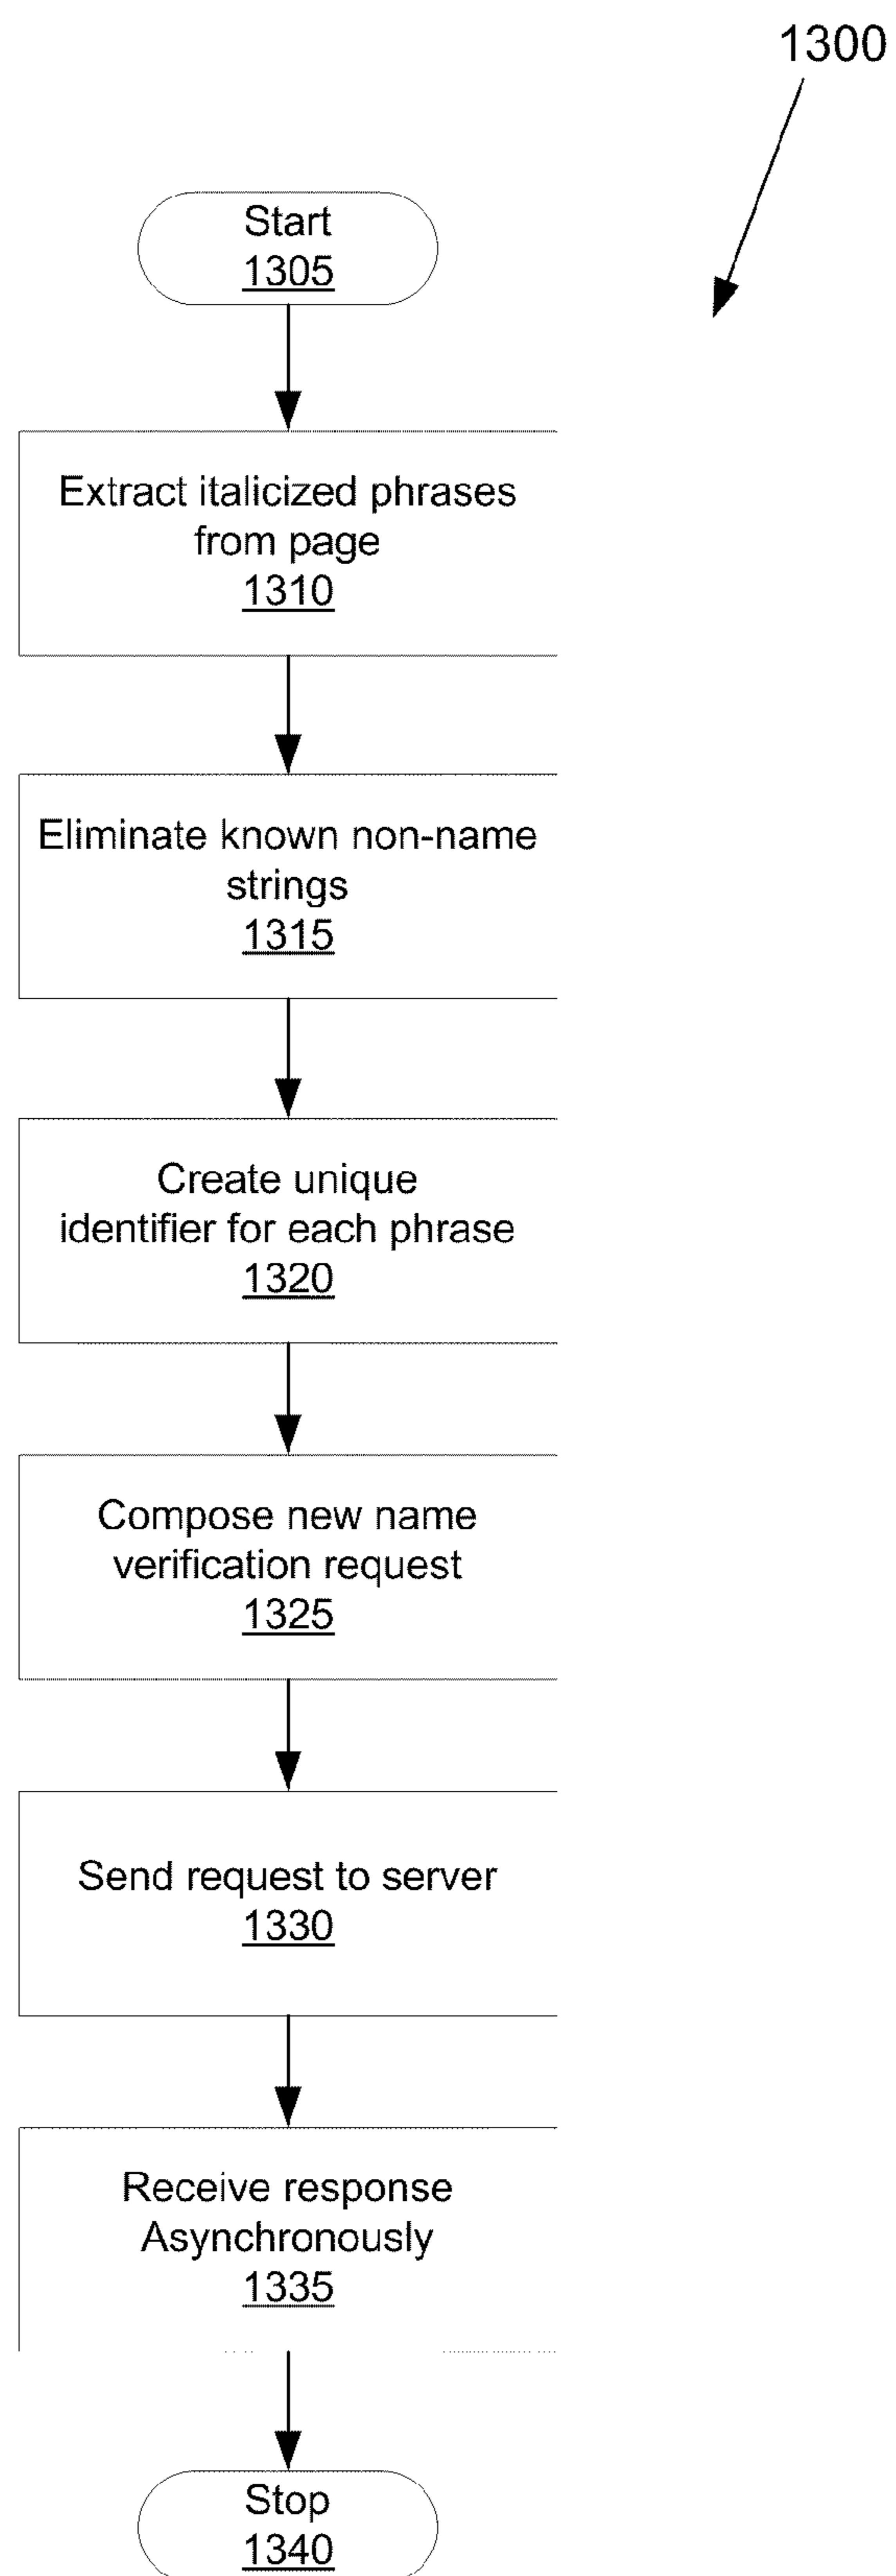 1300
Start
1305
Extract italicized phrases
from page
1310
Eliminate known non-name
strings
1315
Create unique
identifier for each phrase
1320
Compose new name
verification request
1325
Send request to server
1330
Receive response
Asynchronously
1335
Stop
1340